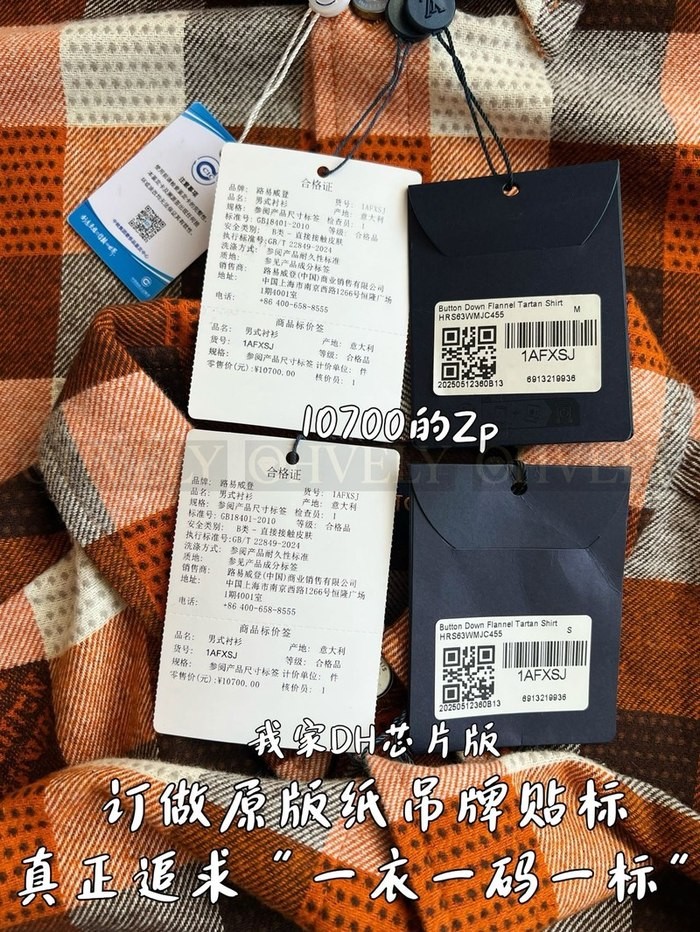 注意事项
合格证
品牌: 路易威登 货号: 1AFXSJ
品名: 男式衬衫 产地: 意大利
规格: 参阅产品尺寸标签 检查员: 1
标准号: GB18401-2010 等级: 合格品
安全类别: B类 - 直接接触皮肤
执行标准号:GB/T 22849-2024
洗涤方式: 参阅产品耐久性标准
质地: 参见产品成分标签
销售商: 路易威登(中国)商业销售有限公司
中国上海市南京西路1266号恒隆广场
1期4001室
电话: +86 400-658-8555
商品标价签
品名: 男式衬衫
货号: 1AFXSJ 产地: 意大利
规格: 参阅产品尺寸标签 等级: 合格品
计价单位: 件
零售价(元):¥10700.00 核价员: 1
Button Down Flannel Tartan Shirt
HRS63WMJC455 M
1AFXSJ
20250512360B13 6913219936
10700的Zp
OHVELY OHVELY OHVE
合格证
品牌: 路易威登
品名: 男式衬衫 货号: 1AFXSJ
规格: 参阅产品尺寸标签 产地: 意大利
检查员: 1
标准号: GB18401-2010 等级: 合格品
安全类别: B类 - 直接接触皮肤
执行标准号:GB/T 22849-2024
洗涤方式: 参阅产品耐久性标准
质地: 参见产品成分标签
销售商: 路易威登(中国)商业销售有限公司
地址: 中国上海市南京西路1266号恒隆广场
1期4001室
电话: +86 400-658-8555
商品标价签
品名: 男式衬衫
货号: 1AFXSJ 产地: 意大利
规格: 参阅产品尺寸标签 等级: 合格品
计价单位: 件
零售价(元):¥10700.00 核价员: 1
Button Down Flannel Tartan Shirt
HRS63WMJC455 S
1AFXSJ
20250512360B13 6913219936
我家DH芯片版
订做原版纸吊牌贴标
真正追求“一衣一码一标”